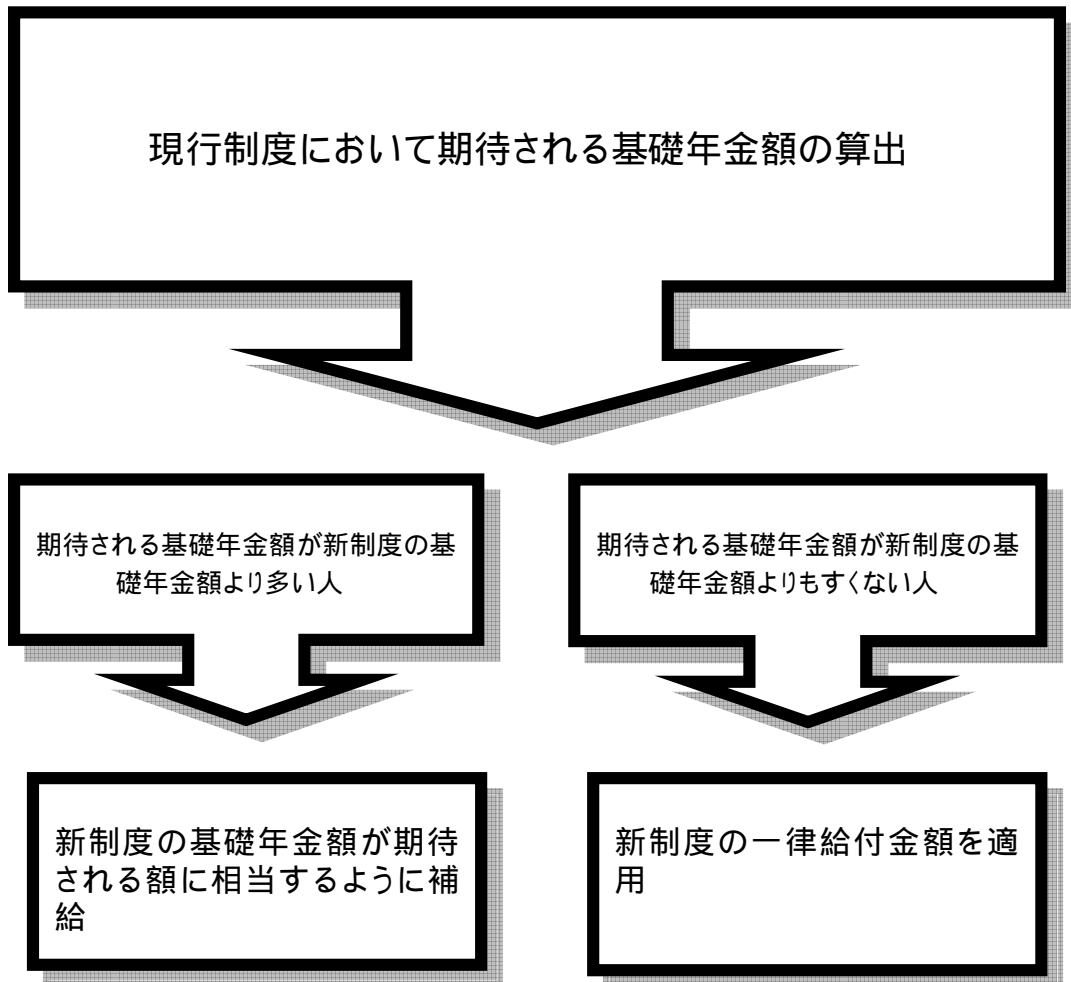 現行制度において期待される基礎年金額の算出
期待される基礎年金額が新制度の基
礎年金額より多い人
期待される基礎年金額が新制度の基
礎年金額よりもすくない人
新制度の基礎年金額が期待
される額に相当するように補
給
新制度の一律給付金額を適
用